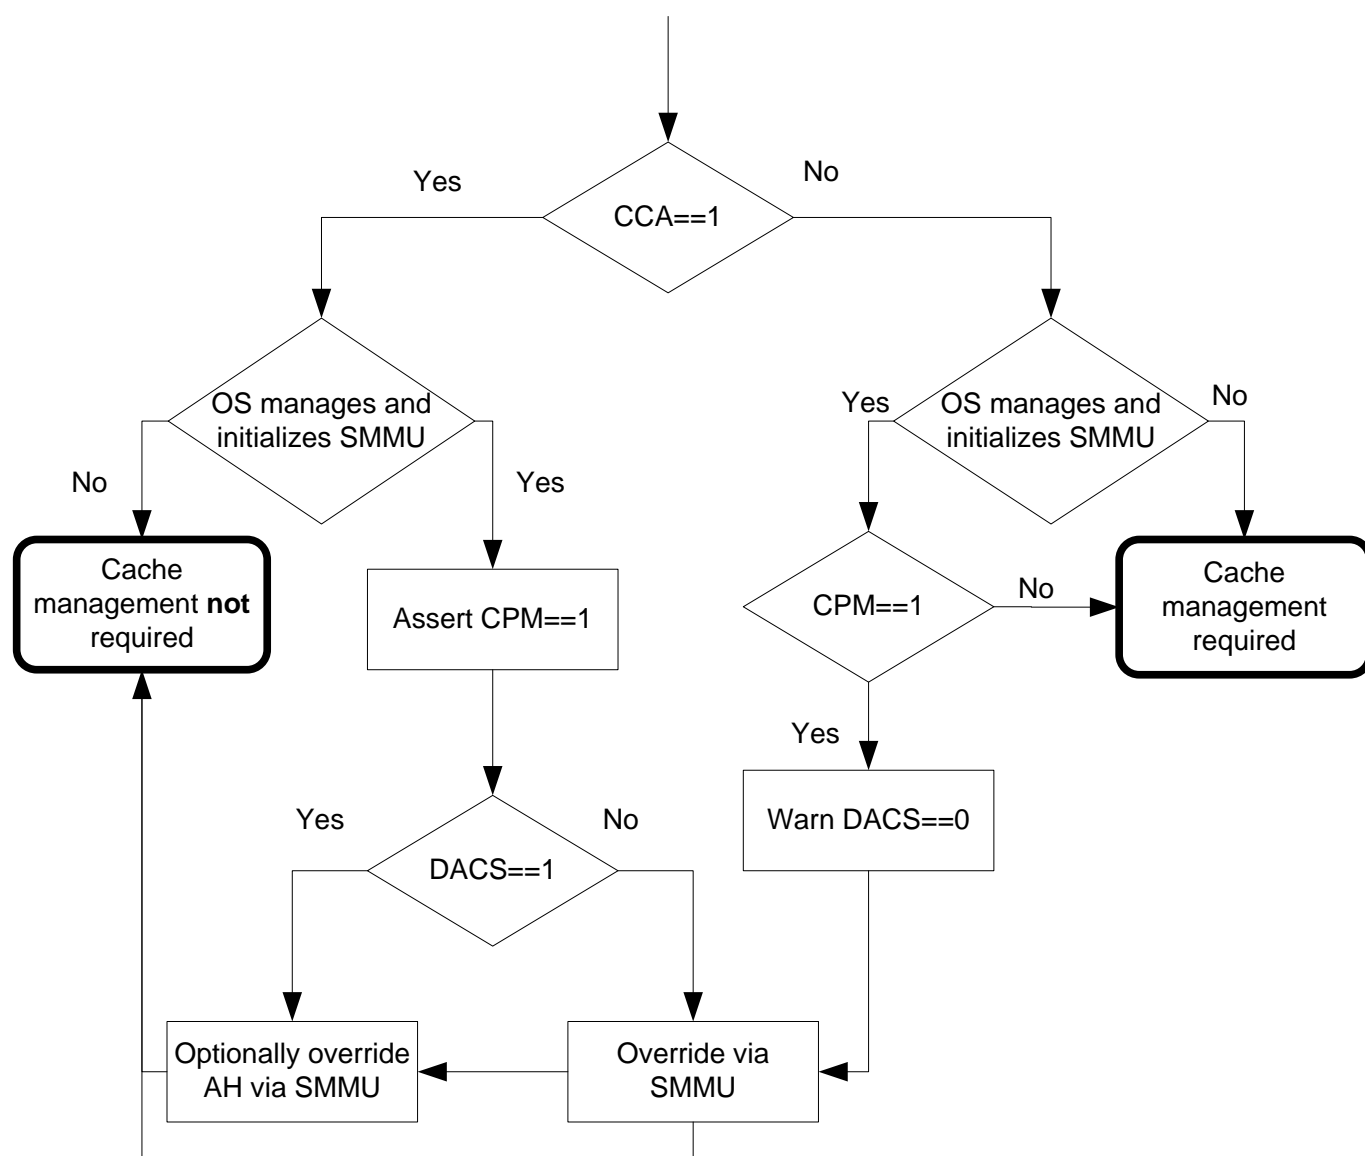 Yes
No
CCA==1
OS manages and
initializes SMMU
Yes
OS manages and
initializes SMMU
No
No
Yes
Cache
management not
required
Assert CPM==1
CPM==1
No
Cache
management
required
Yes
Warn DACS==0
Yes
No
DACS==1
Optionally override
AH via SMMU
Override via
SMMU